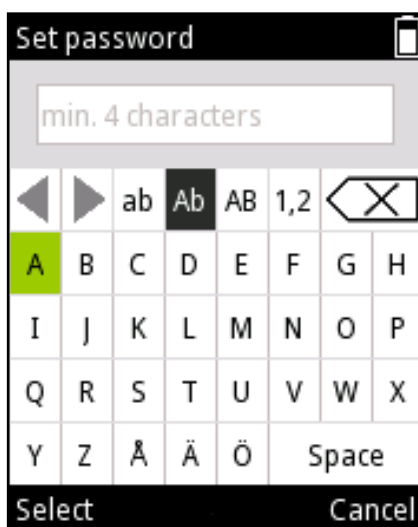 Set password
min. 4 characters
ab Ab AB 1,2
A B C D E F G H
I J K L M N O P
Q R S T U V W X
Y Z Å Ä Ö Space
Select Cancel